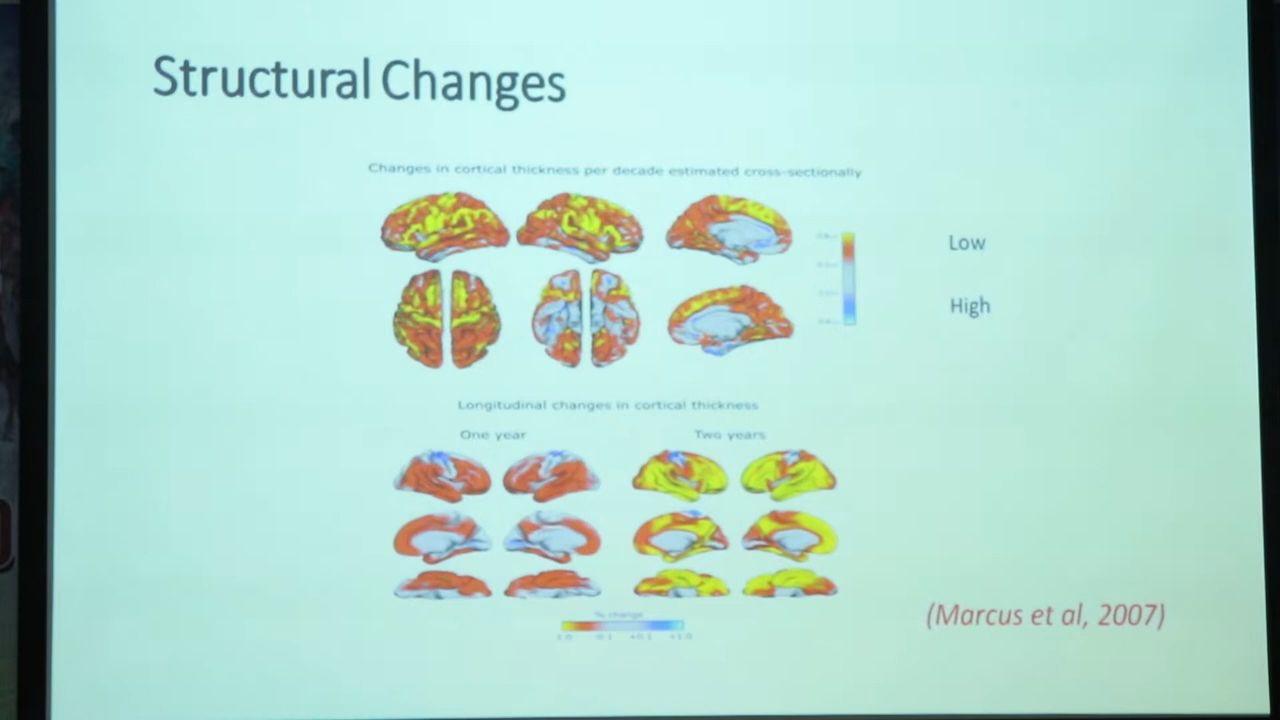 Structural Changes
Changes in cortical thickness per decade estimated cross-sectionally
Low
High
Longitudinal changes in cortical thickness
One year
Two years
% change
(Marcus et al, 2007)